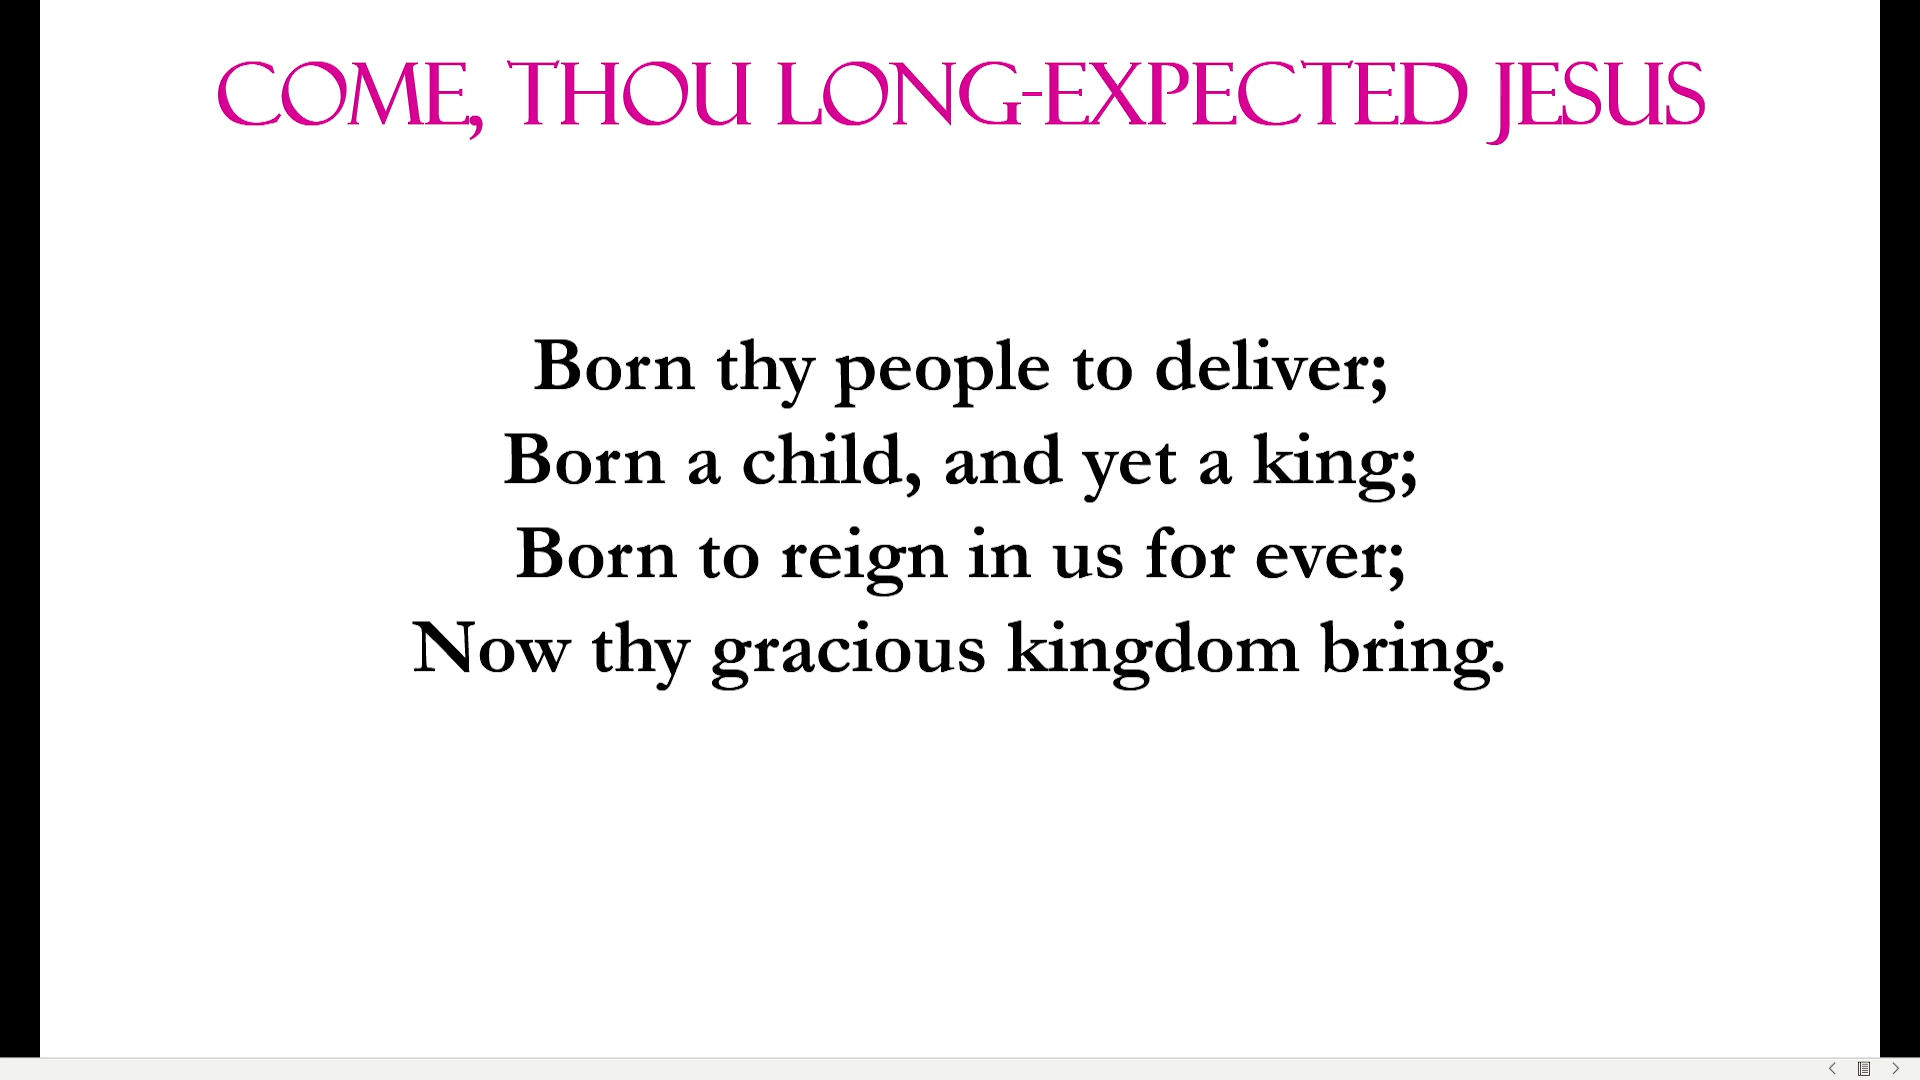 COME, THOU LONG-EXPECTED JESUS
Born thy people to deliver;
Born a child, and yet a king;
Born to reign in us for ever;
Now thy gracious kingdom bring.